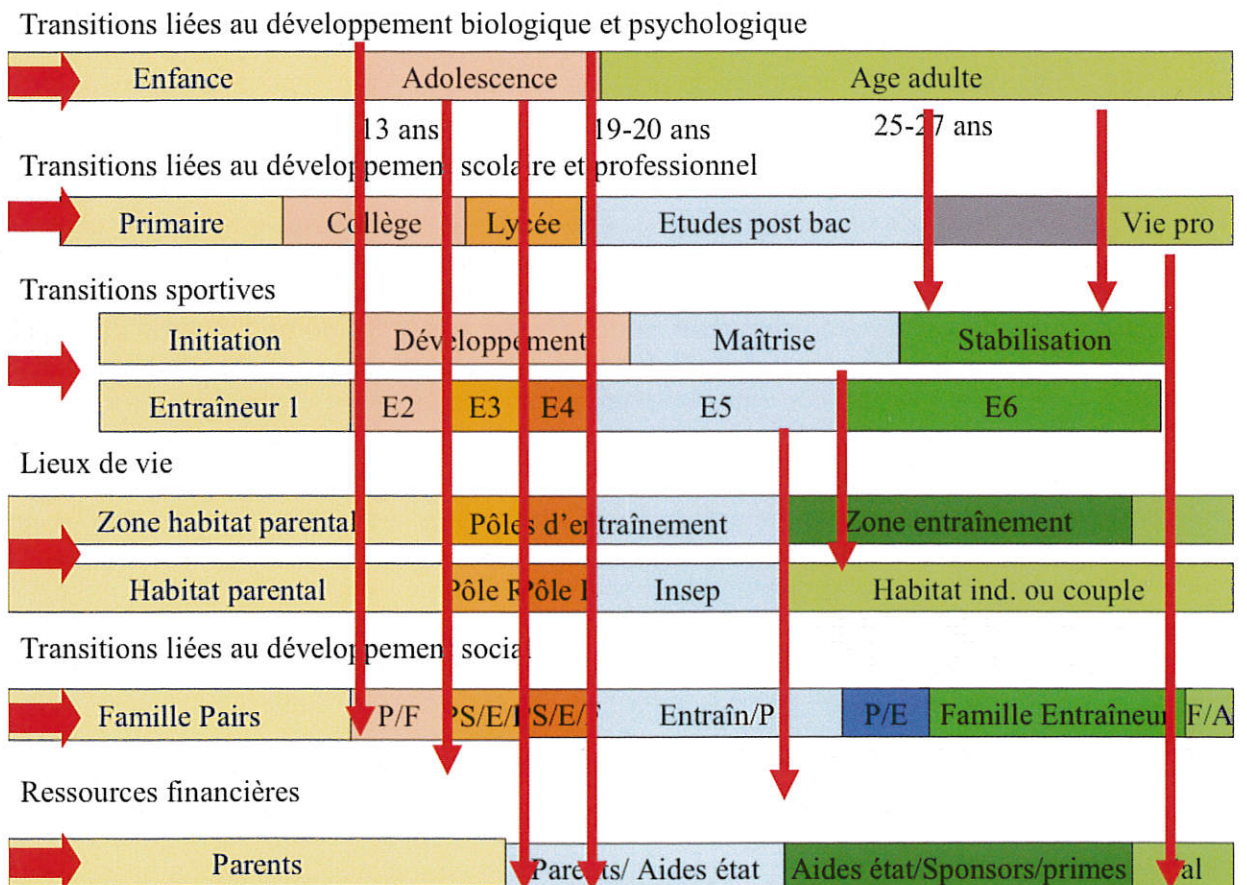 Transitions liées au développement biologique et psychologique
Enfance Adolescence Age adulte
13 ans 19-20 ans 25-27 ans
Transitions liées au développement scolaire et professionnel
Primaire Collège Lycée Etudes post bac Vie pro
Transitions sportives
Initiation Développement Maîtrise Stabilisation
Entraîneur 1 E2 E3 E4 E5 E6
Lieux de vie
Zone habitat parental Pôles d'entraînement Zone entraînement
Habitat parental Pôle Pôle Insep Habitat ind. ou couple
Transitions liées au développement social
Famille Pairs P/F Entraîn/P P/E Famille Entraîneur F/A
Ressources financières
Parents Parents/ Aides état Aides état/Sponsors/primes